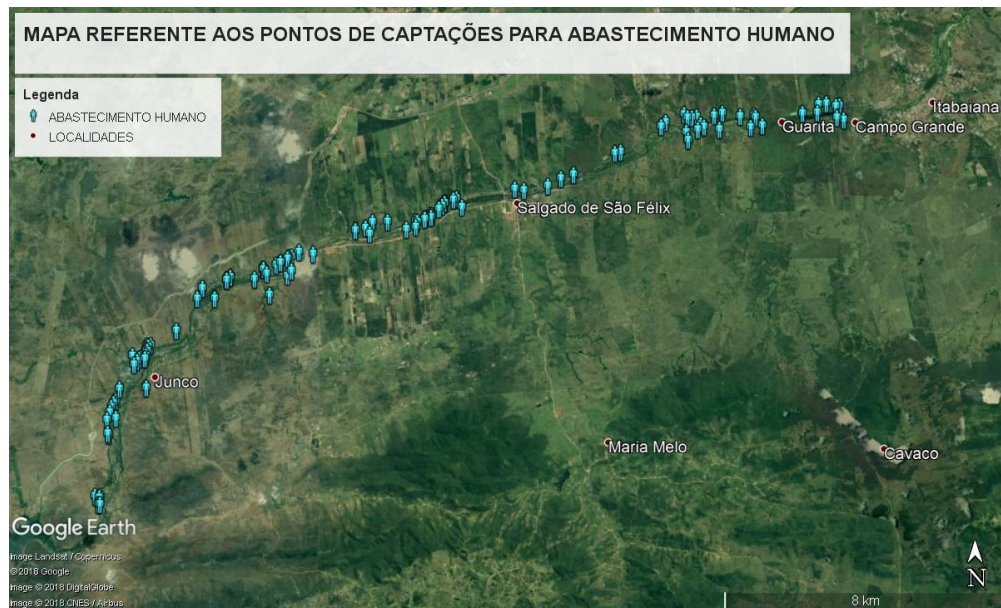 MAPA REFERENTE AOS PONTOS DE CAPTAÇÕES PARA ABASTECIMENTO HUMANO
Legenda
ABASTECIMENTO HUMANO
LOCALIDADES
Itabaiana
Guarita
Campo Grande
Salgado de São Félix
Junco
Maria Melo
Cavaco
Google Earth
Image Landsat / Copernicus
© 2018 Google
Image © 2018 DigitalGlobe
Image © 2018 CNES / Airbus
N
8 km